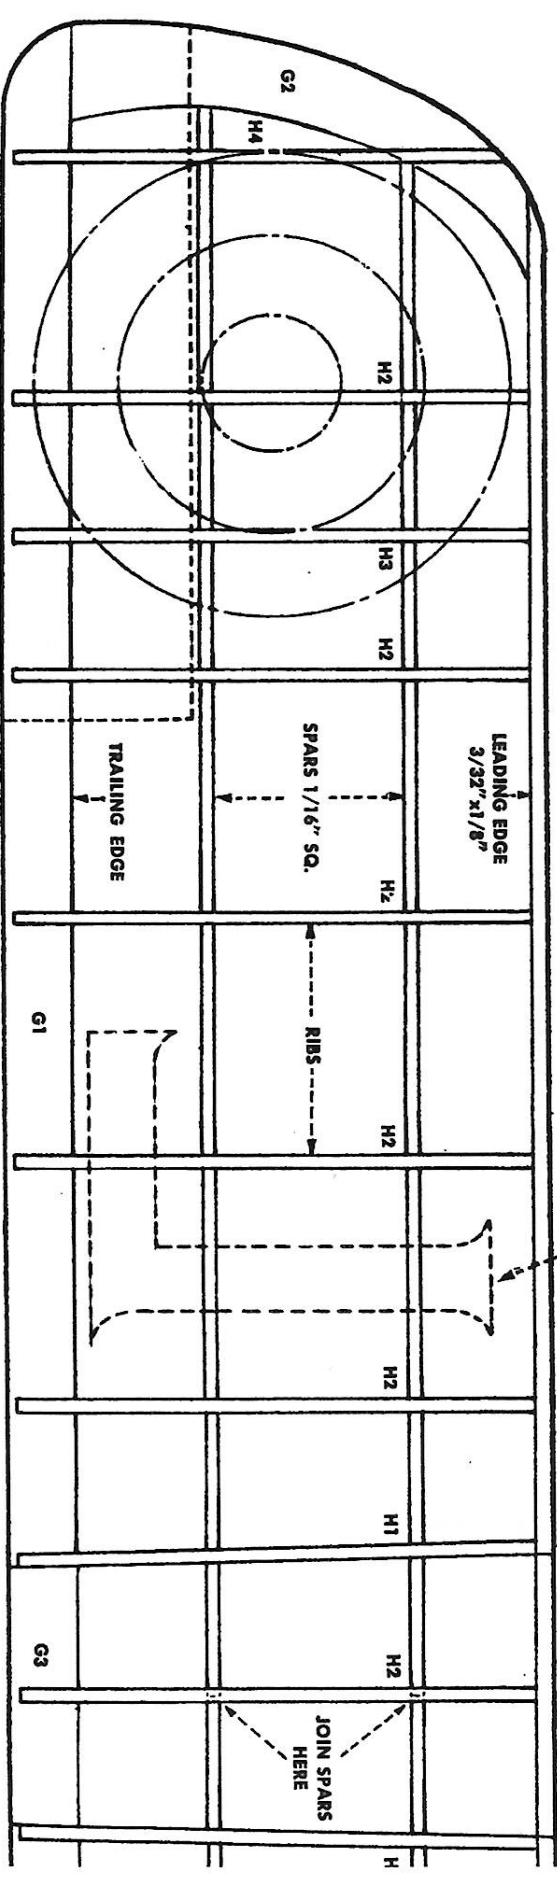 G2
H4
H2
H3
H2
LEADING EDGE
3/32"x1/8"
SPARS 1/16" SQ.
TRAILING EDGE
H2
RIBS
G1
H2
H2
H1
H2
G3
JOIN SPARS
HERE
H